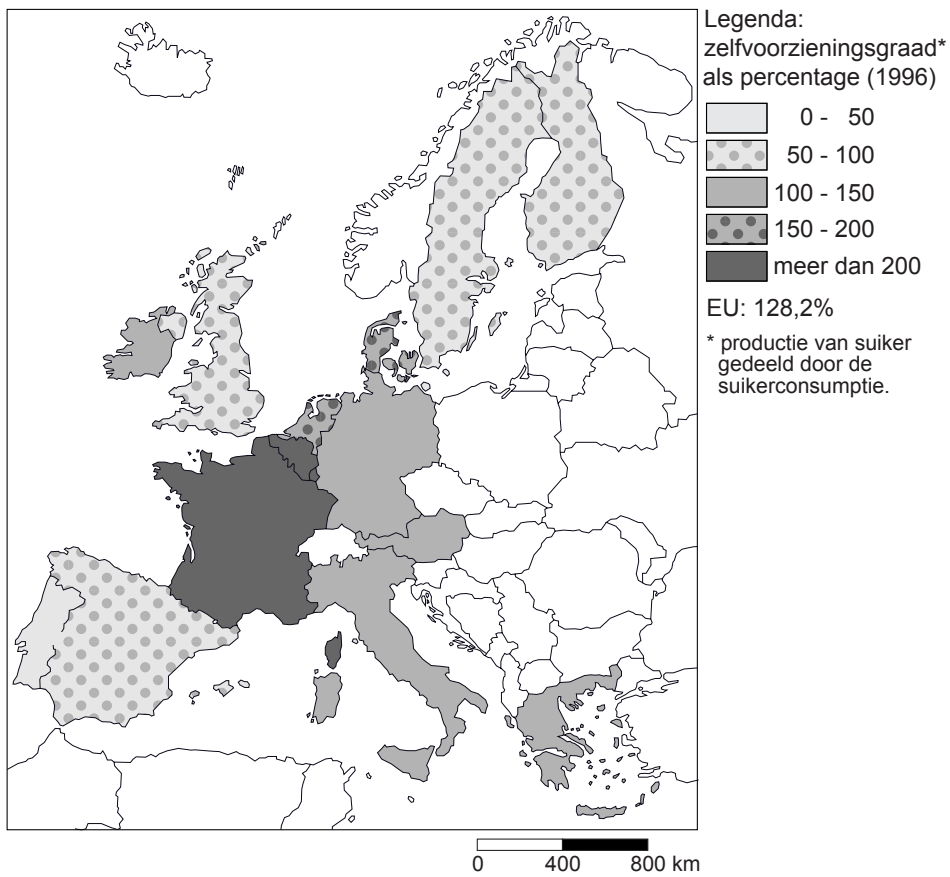 Legenda:
zelfvoorzieningsgraad*
als percentage (1996)
0 - 50
50 - 100
100 - 150
150 - 200
meer dan 200
EU: 128,2%
* productie van suiker
gedeeld door de
suikerconsumptie.
0 400 800 km